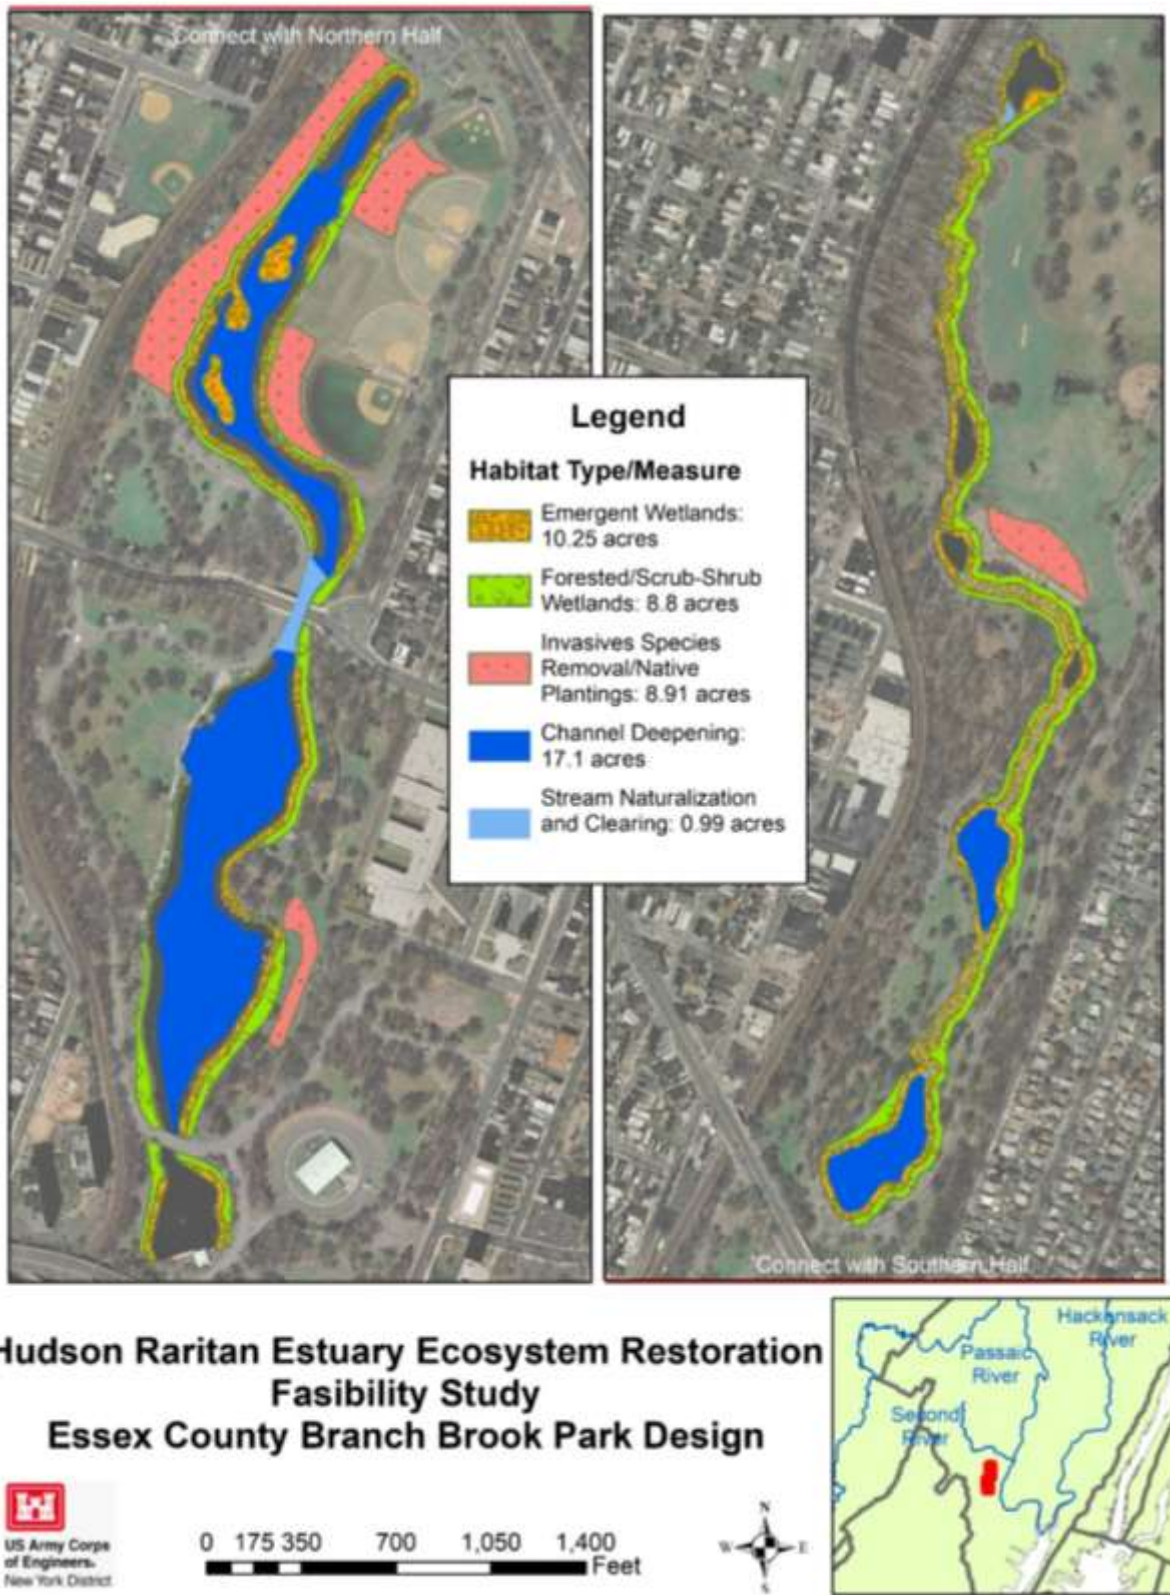 Connect with Northern Half
Legend
Habitat Type/Measure
Emergent Wetlands:
10.25 acres
Forested/Scrub-Shrub
Wetlands: 8.8 acres
Invasives Species
Removal/Native
Plantings: 8.91 acres
Channel Deepening:
17.1 acres
Stream Naturalization
and Clearing: 0.99 acres
Connect with Southern Half
Hudson Raritan Estuary Ecosystem Restoration
Fasibility Study
Essex County Branch Brook Park Design
US Army Corps
of Engineers.
New York District
0 175 350 700 1,050 1,400
Feet
N
W E
S
Hackensack
River
Passaic
River
Second
River